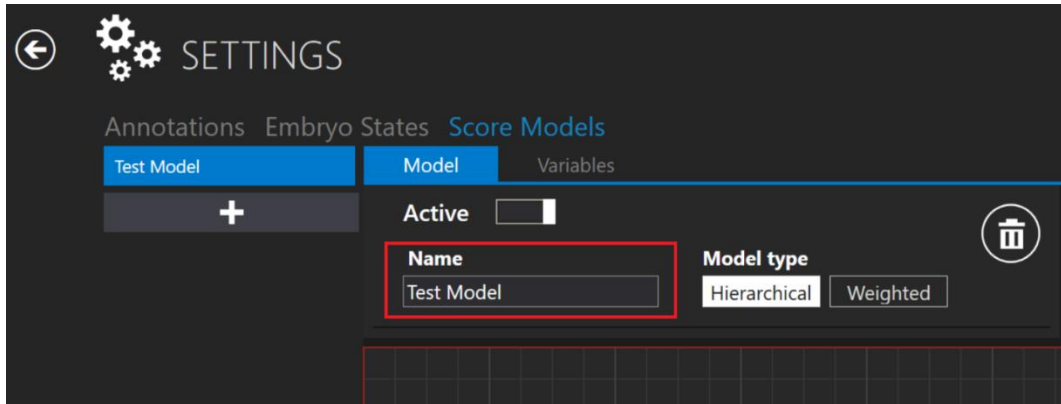 SETTINGS
Annotations Embryo States Score Models
Test Model
Model Variables
Active
Name
Test Model
Model type
Hierarchical Weighted